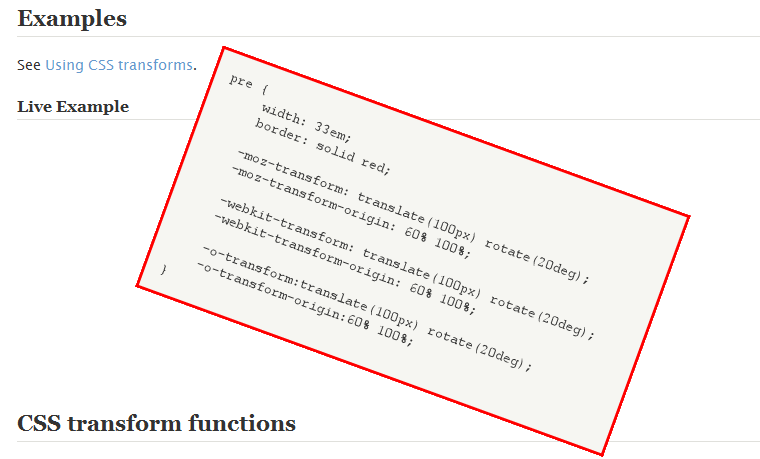 Examples
See Using CSS transforms.
Live Example
pre {
width: 33em;
border: solid red;
-moz-transform: translate(100px) rotate(20deg);
-moz-transform-origin: 60% 100%;
-webkit-transform: translate(100px) rotate(20deg);
-webkit-transform-origin: 60% 100%;
-o-transform:translate(100px) rotate(20deg);
-o-transform-origin:60% 100%;
}
CSS transform functions